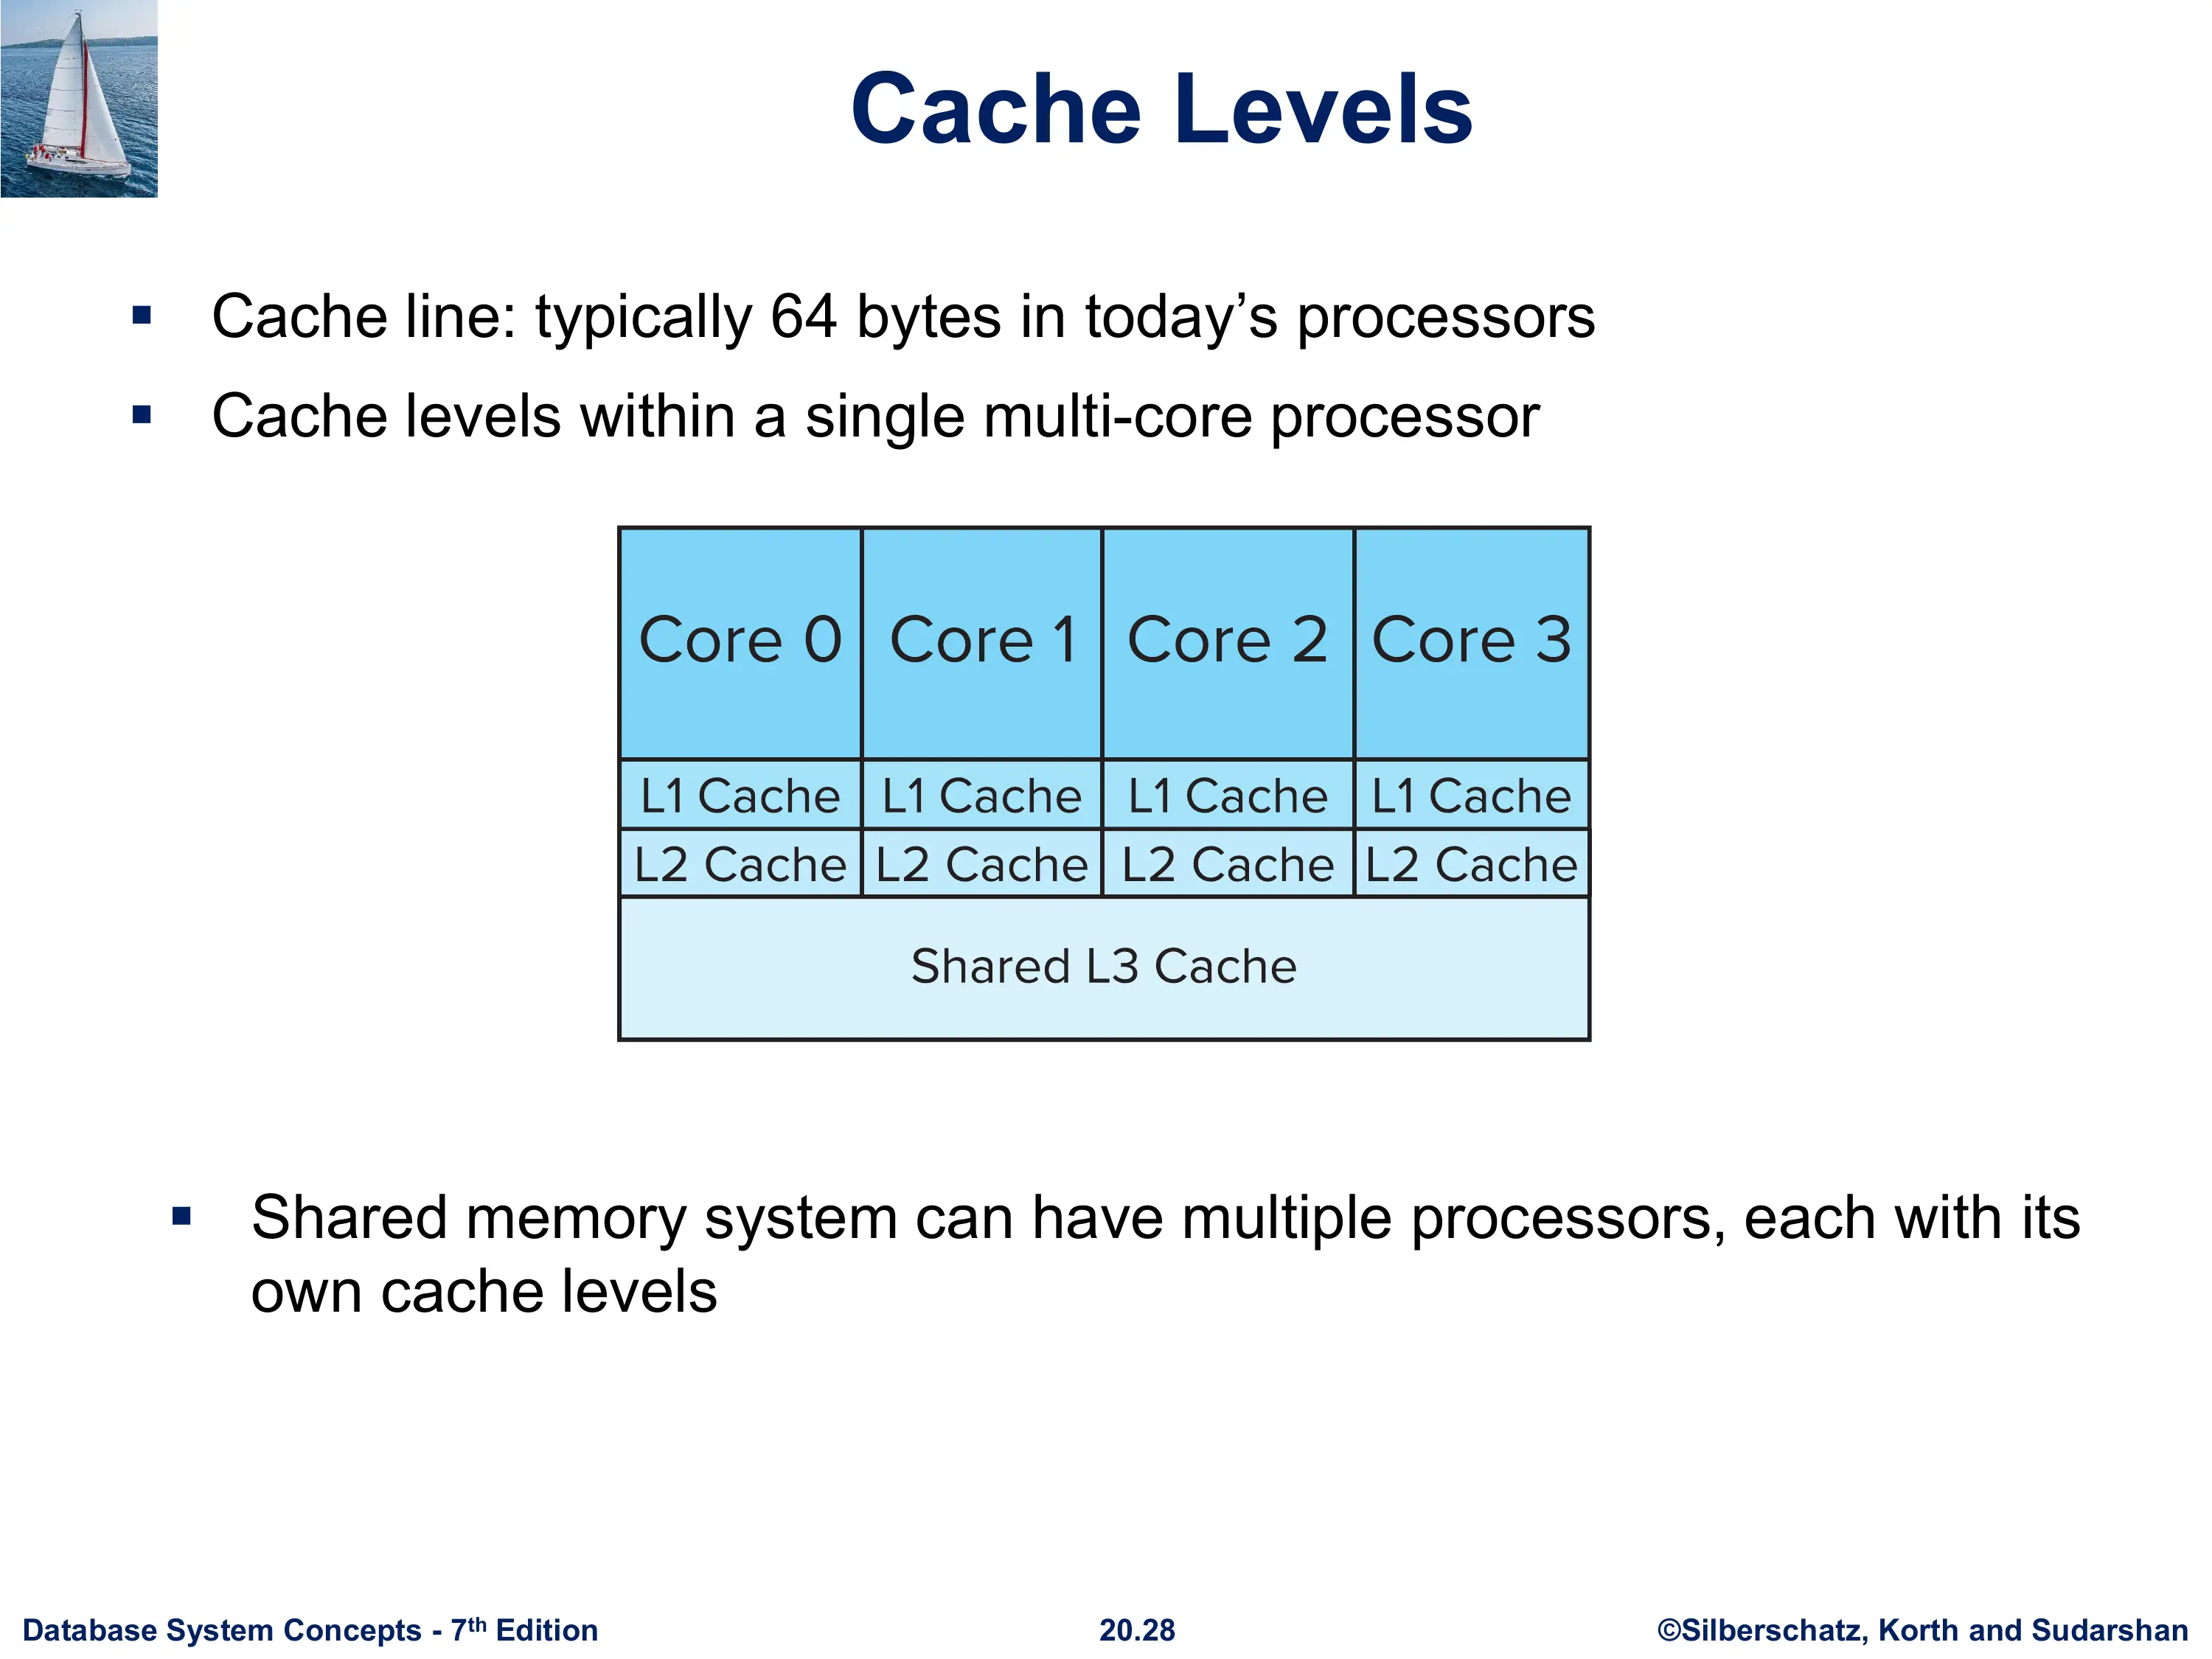 Cache Levels
▪ Cache line: typically 64 bytes in today’s processors
▪ Cache levels within a single multi-core processor
Core 0 Core 1 Core 2 Core 3
L1 Cache L1 Cache L1 Cache L1 Cache
L2 Cache L2 Cache L2 Cache L2 Cache
Shared L3 Cache
▪ Shared memory system can have multiple processors, each with its
own cache levels
Database System Concepts - 7th Edition 20.28 ©Silberschatz, Korth and Sudarshan